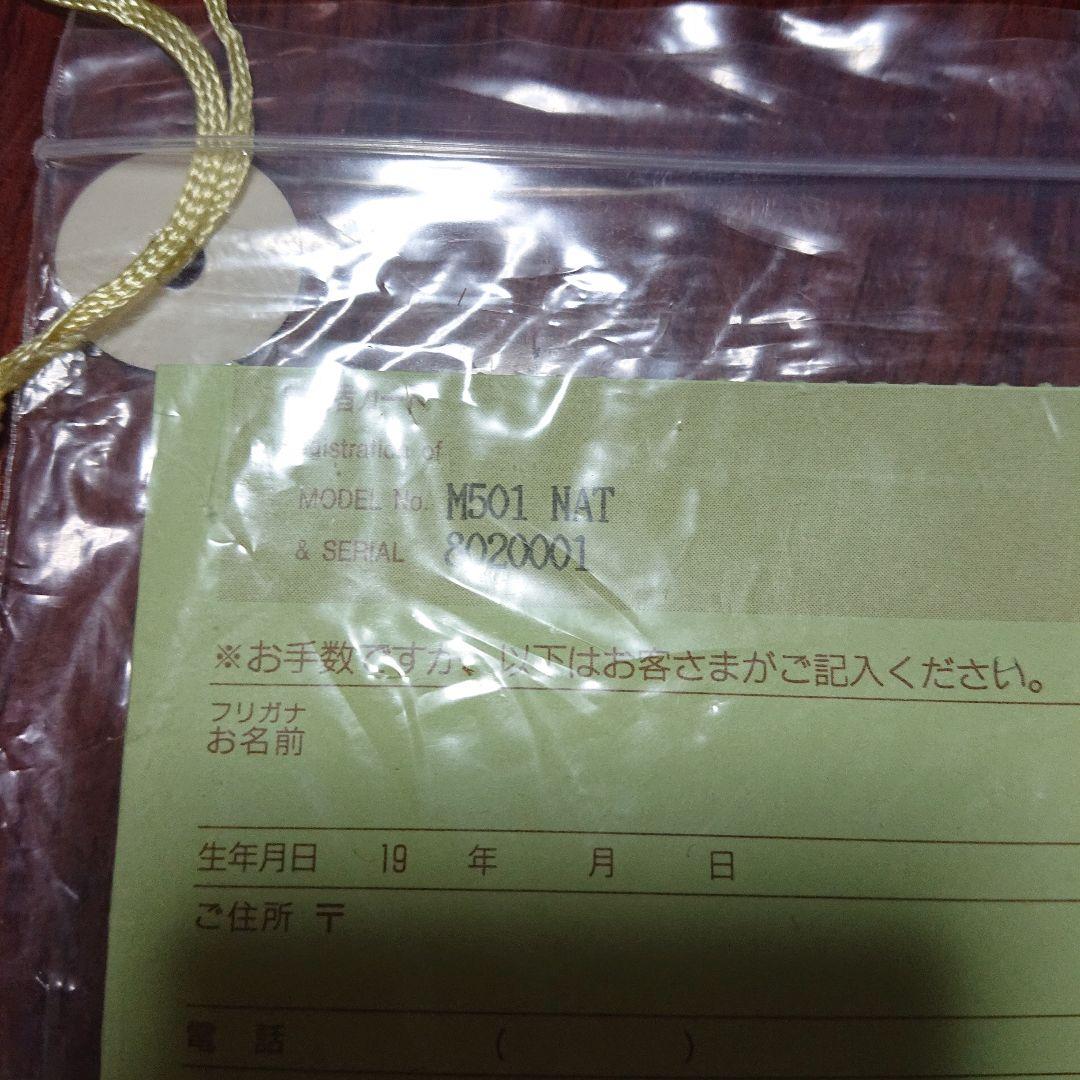 of
MODEL No. M501 NAT
& SERIAL 8020001
※お手数ですが、以下はお客さまがご記入ください。
フリガナ
お名前
生年月日 19 年 月 日
ご住所 〒
電話 ( )